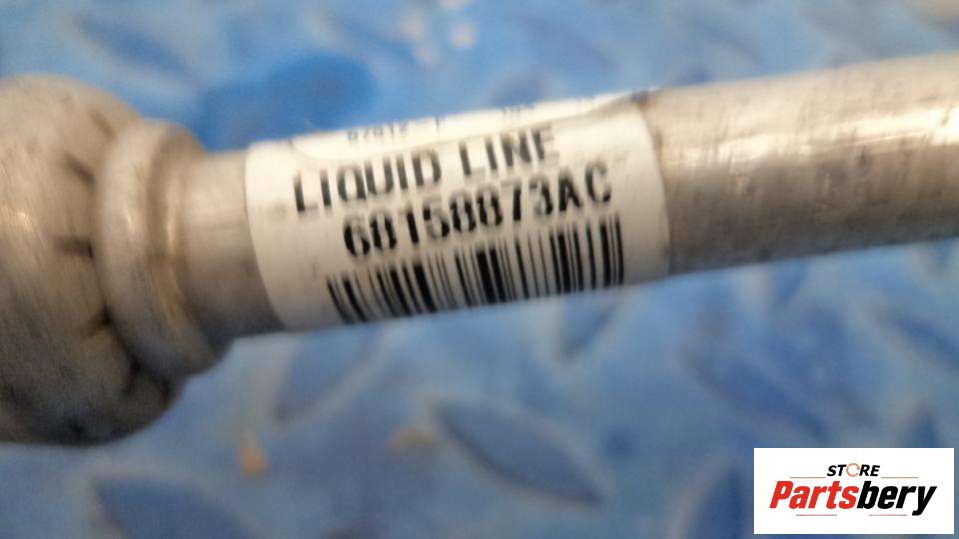 LIQUID LINE
68158873AC
STORE
Partsbery